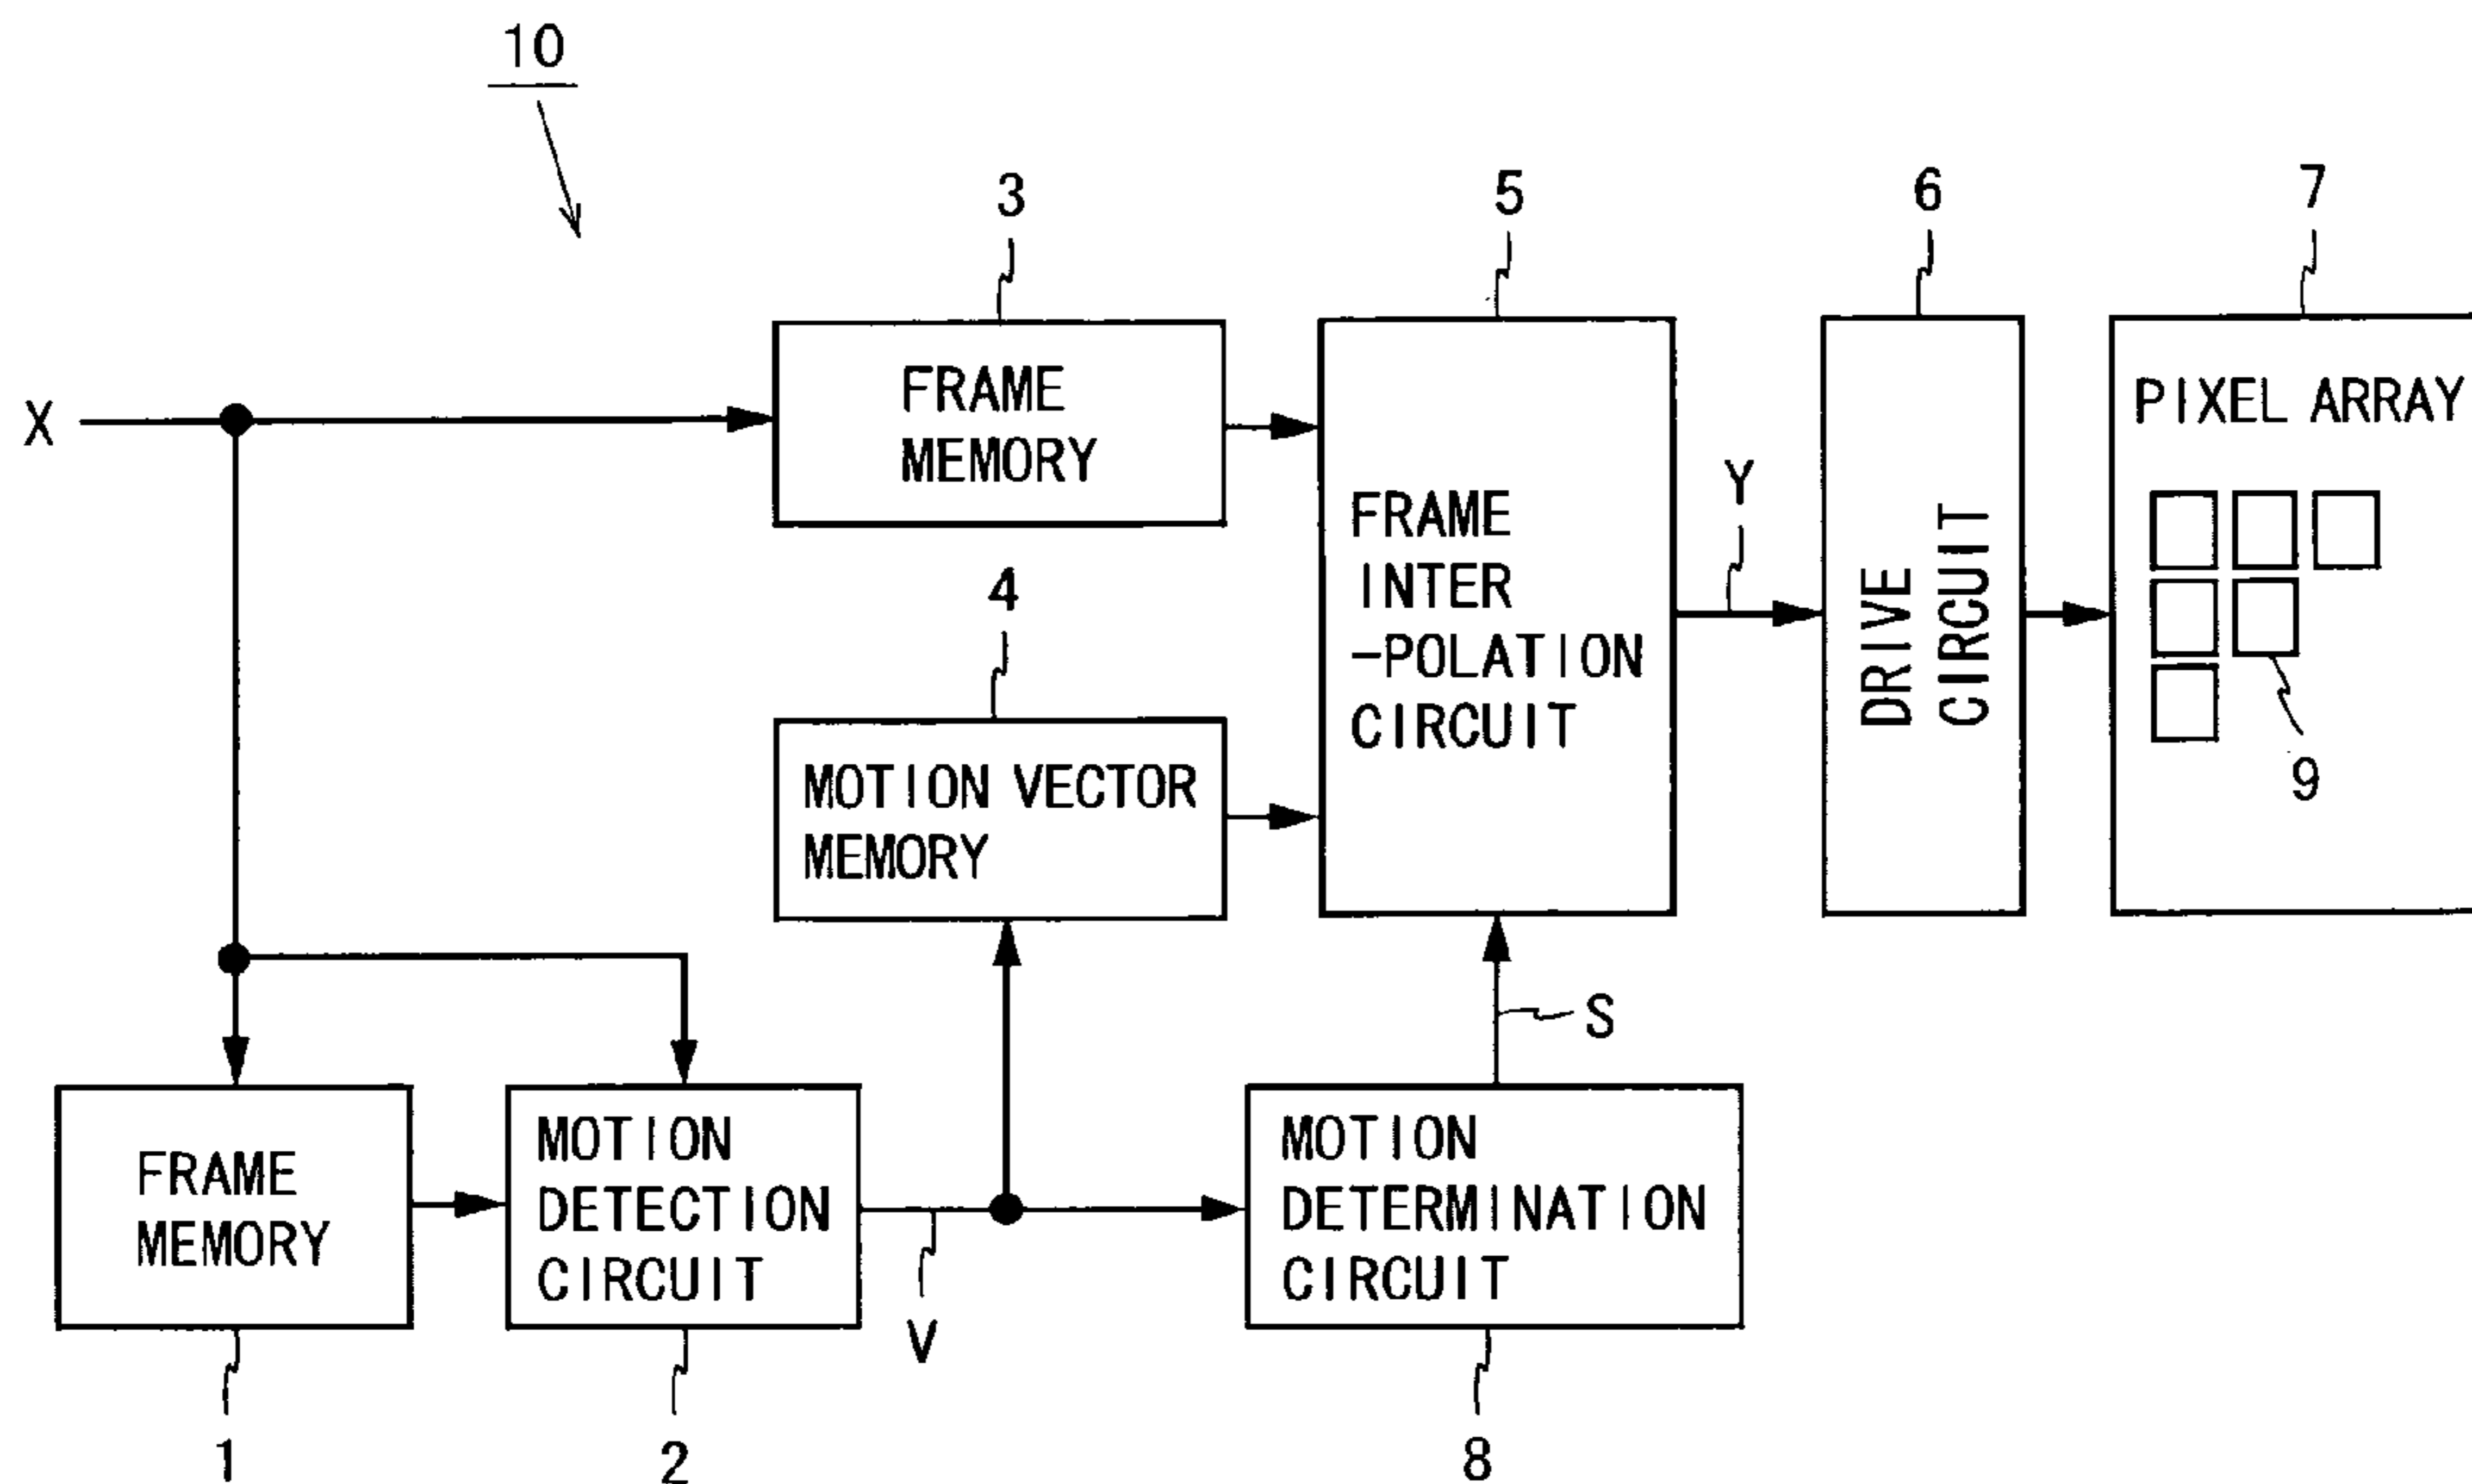 10
3
5
6
7
X
FRAME
MEMORY
FRAME
INTER
-POLATION
CIRCUIT
Y
DRIVE
CIRCUIT
PIXEL ARRAY
9
4
MOTION VECTOR
MEMORY
S
FRAME
MEMORY
MOTION
DETECTION
CIRCUIT
V
MOTION
DETERMINATION
CIRCUIT
1
2
8